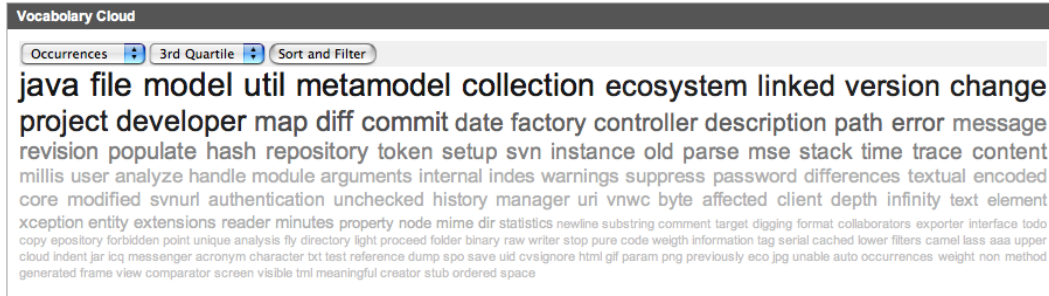 Vocabolary Cloud
Occurrences 3rd Quartile Sort and Filter
java file model util metamodel collection ecosystem linked version change
project developer map diff commit date factory controller description path error message
revision populate hash repository token setup svn instance old parse mse stack time trace content
millis user analyze handle module arguments internal indes warnings suppress password differences textual encoded
core modified svnurl authentication unchecked history manager uri vnwc byte affected client depth infinity text element
xception entity extensions reader minutes property node mime dir statistics newline substring comment target digging format collaborators exporter interface todo
copy epository forbidden point unique analysis fly directory light proceed folder binary raw writer stop pure code weigth information tag serial cached lower filters camel lass aaa upper
cloud indent jar icq messenger acronym character txt test reference dump spo save uid cvsignore html gif param png previously eco jpg unable auto occurrences weight non method
generated frame view comparator screen visible tml meaningful creator stub ordered space